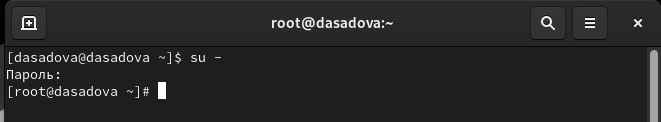 root@dasadova:~
[dasadova@dasadova ~]$ su -
Пароль:
[root@dasadova ~]#